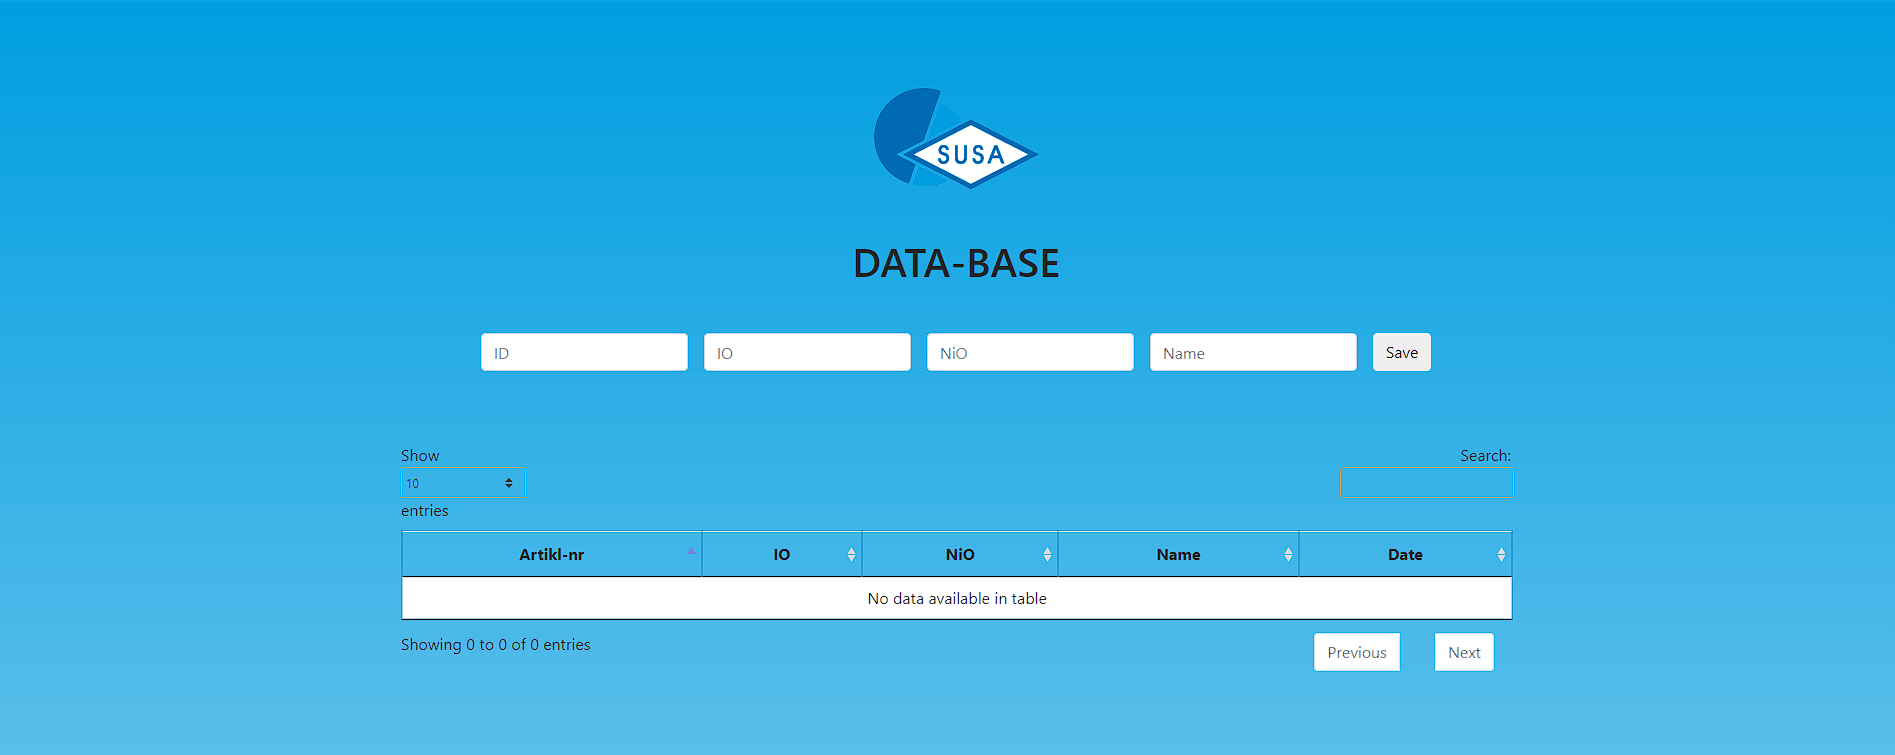 SUSA
DATA-BASE
ID IO NiO Name Save
Show
10
entries
Search:
Artikl-nr IO NiO Name Date
No data available in table
Showing 0 to 0 of 0 entries
Previous Next